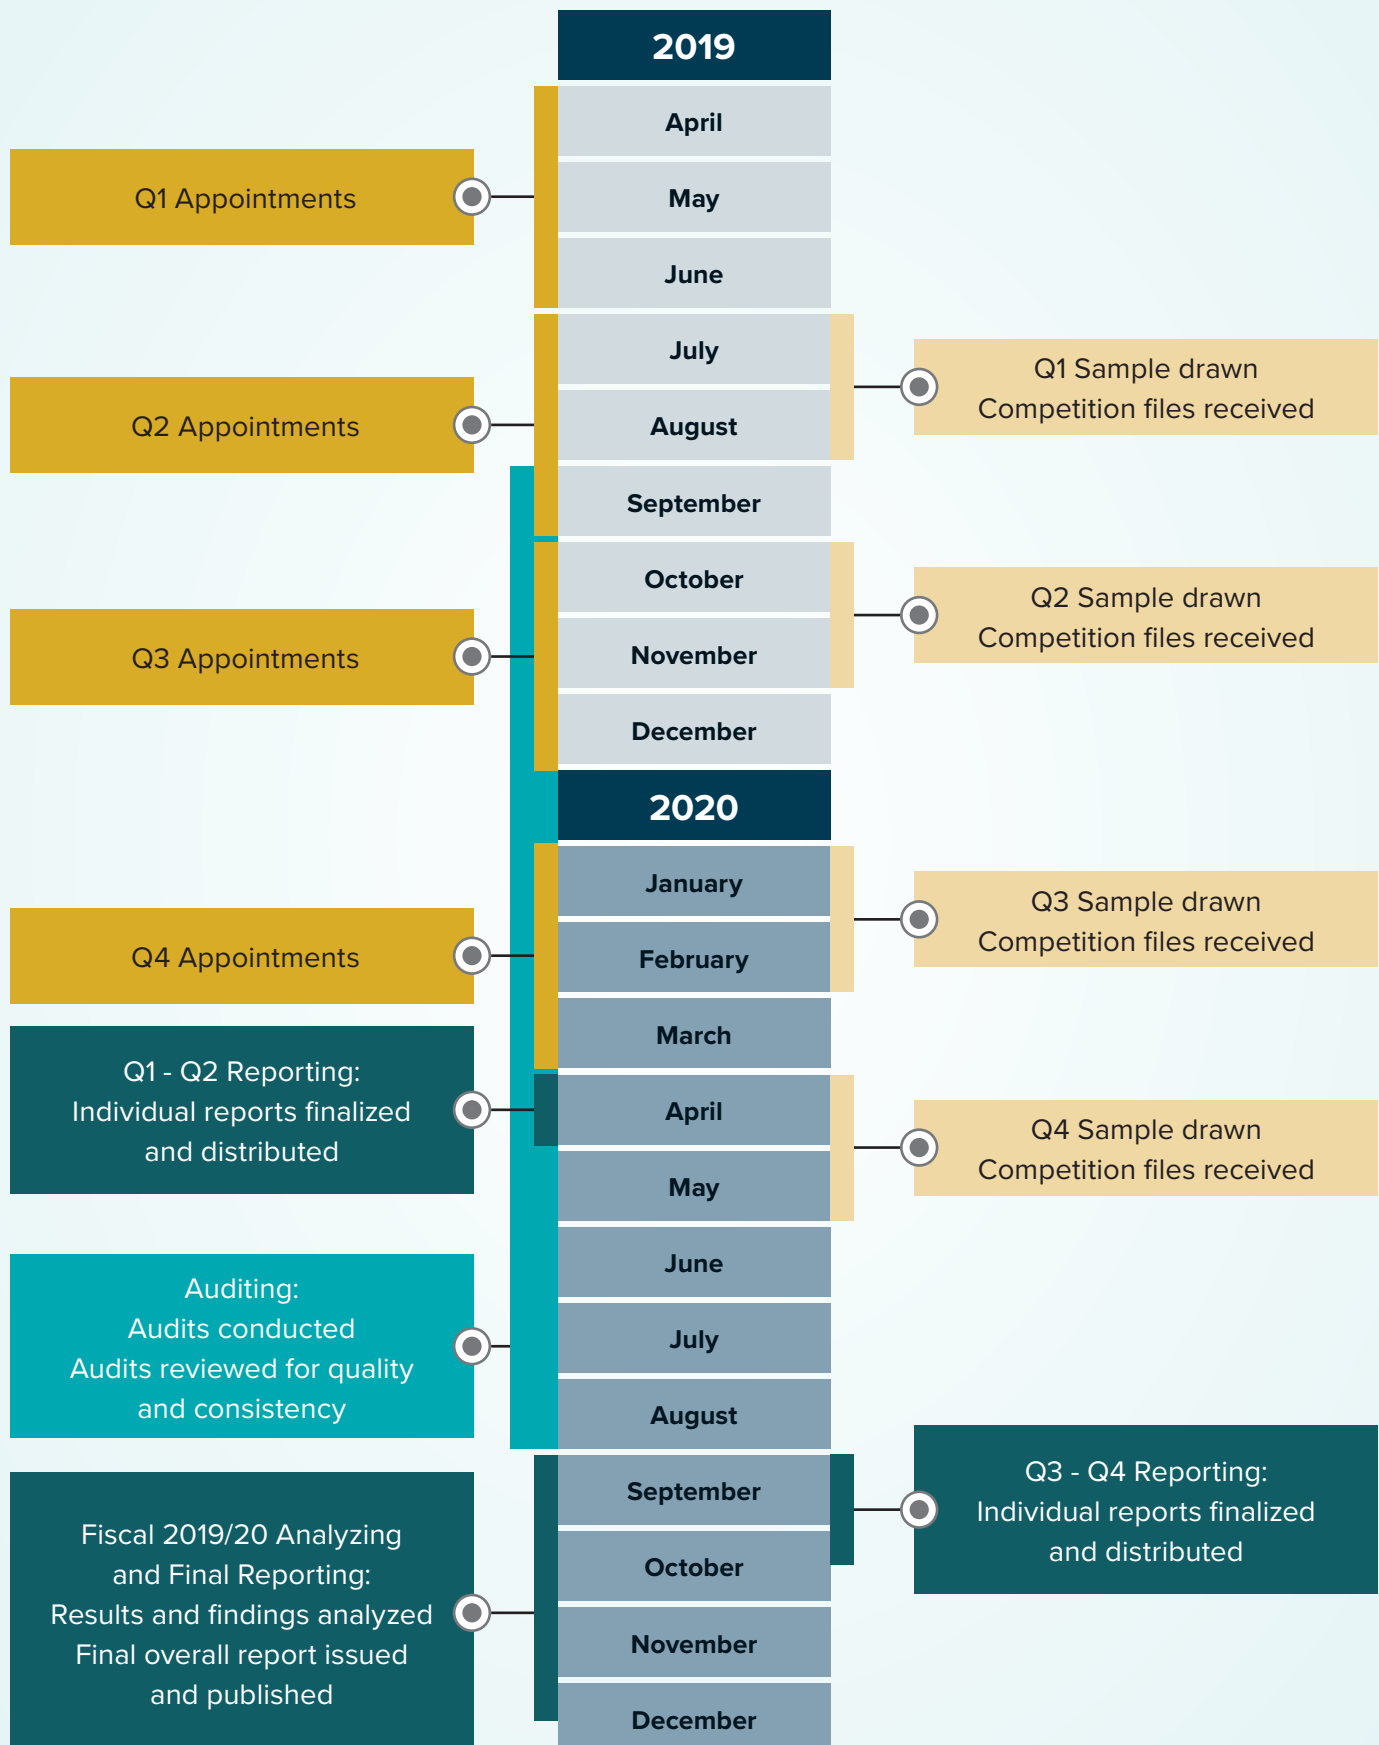 2019
April
Q1 Appointments
May
June
July
Q1 Sample drawn
Competition files received
Q2 Appointments
August
September
October
Q2 Sample drawn
Competition files received
Q3 Appointments
November
December
2020
January
Q3 Sample drawn
Competition files received
Q4 Appointments
February
March
Q1 - Q2 Reporting:
Individual reports finalized
and distributed
April
Q4 Sample drawn
Competition files received
May
June
Auditing:
Audits conducted
Audits reviewed for quality
and consistency
July
August
September
Q3 - Q4 Reporting:
Individual reports finalized
and distributed
Fiscal 2019/20 Analyzing
and Final Reporting:
Results and findings analyzed
Final overall report issued
and published
October
November
December